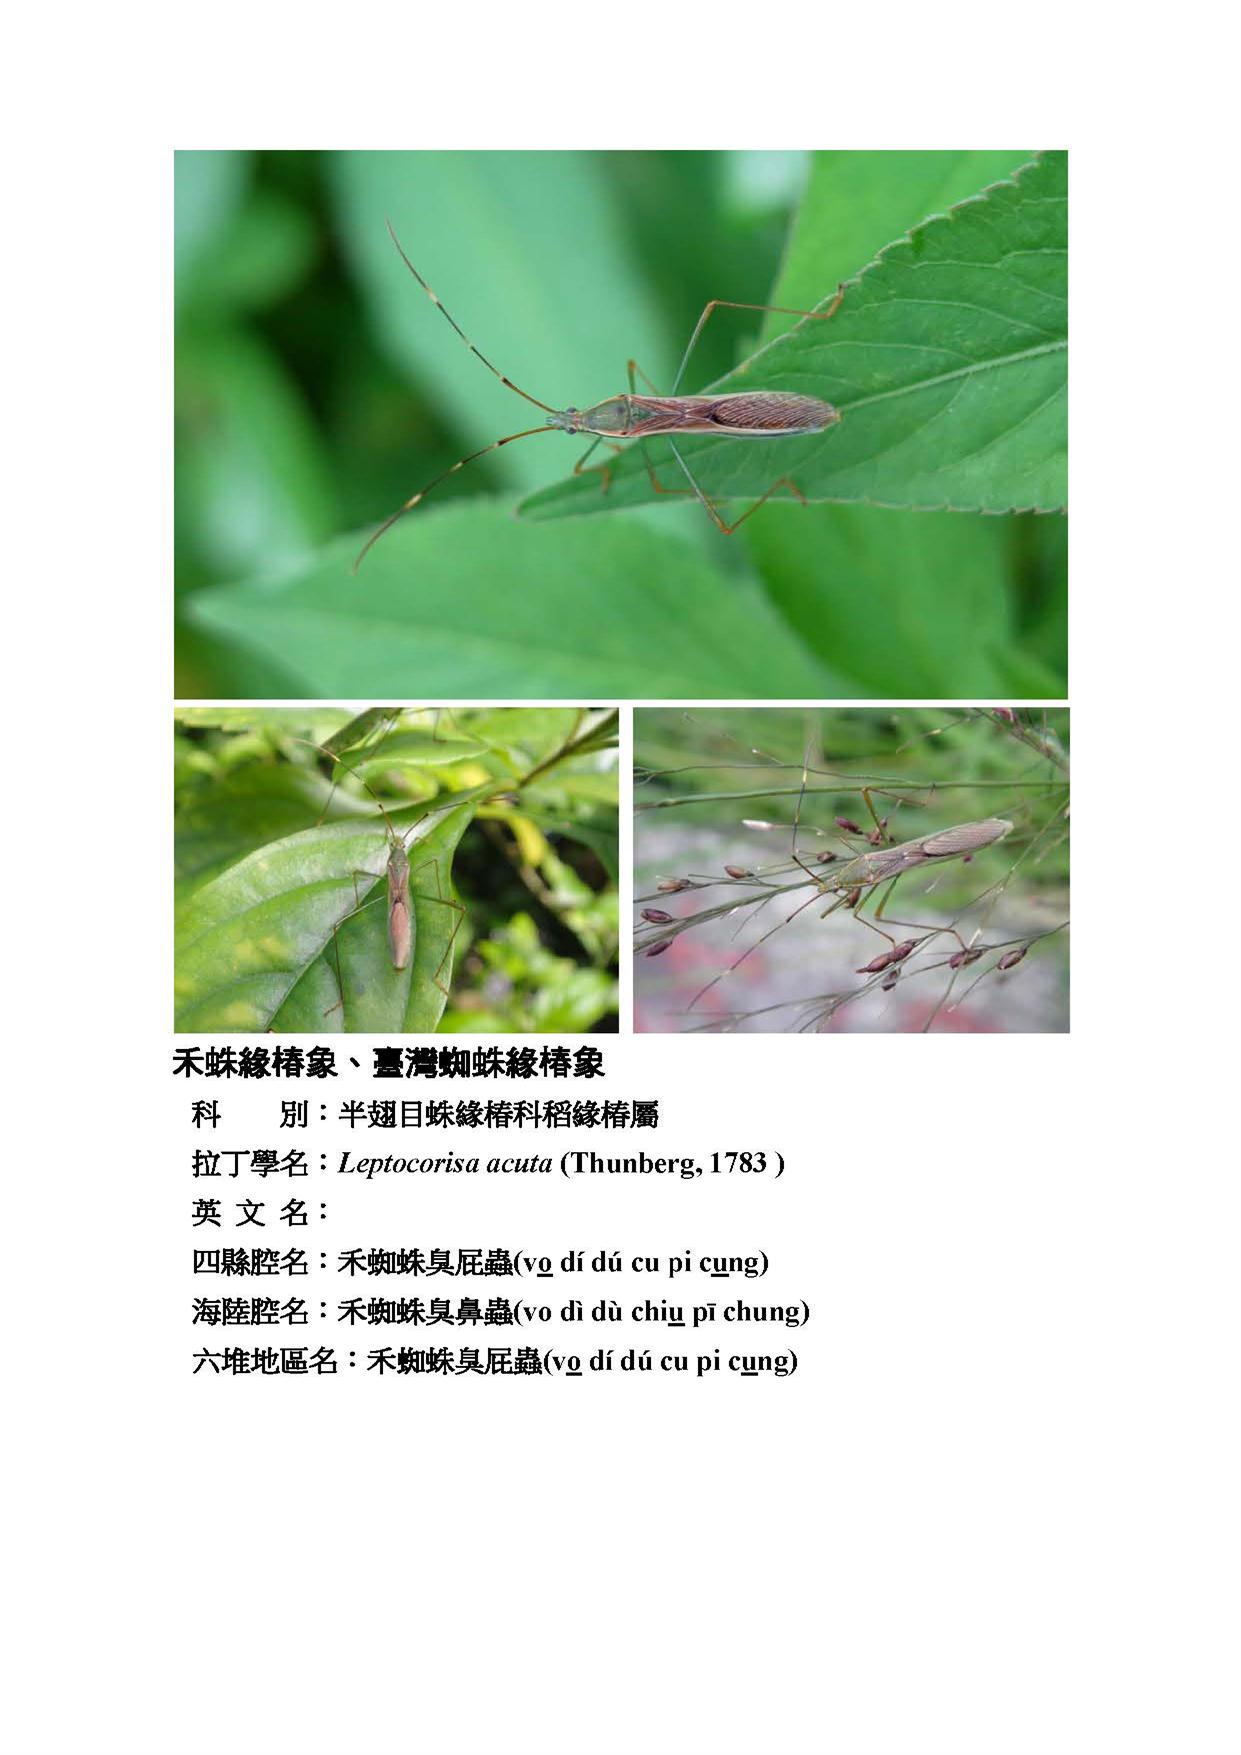 禾蛛緣椿象、臺灣蜘蛛緣椿象
科　　別：半翅目蛛緣椿科稻緣椿屬
拉丁學名：Leptocorisa acuta (Thunberg, 1783 )
英 文 名：
四縣腔名：禾蜘蛛臭屁蟲(vo dí dú cu pi cung)
海陸腔名：禾蜘蛛臭鼻蟲(vo dì dù chiu pī chung)
六堆地區名：禾蜘蛛臭屁蟲(vo dí dú cu pi cung)